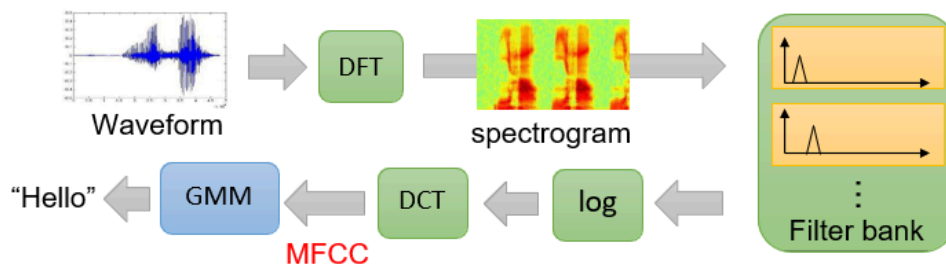 DFT
Waveform
spectrogram
Filter bank
"Hello"
GMM
MFCC
DCT
log